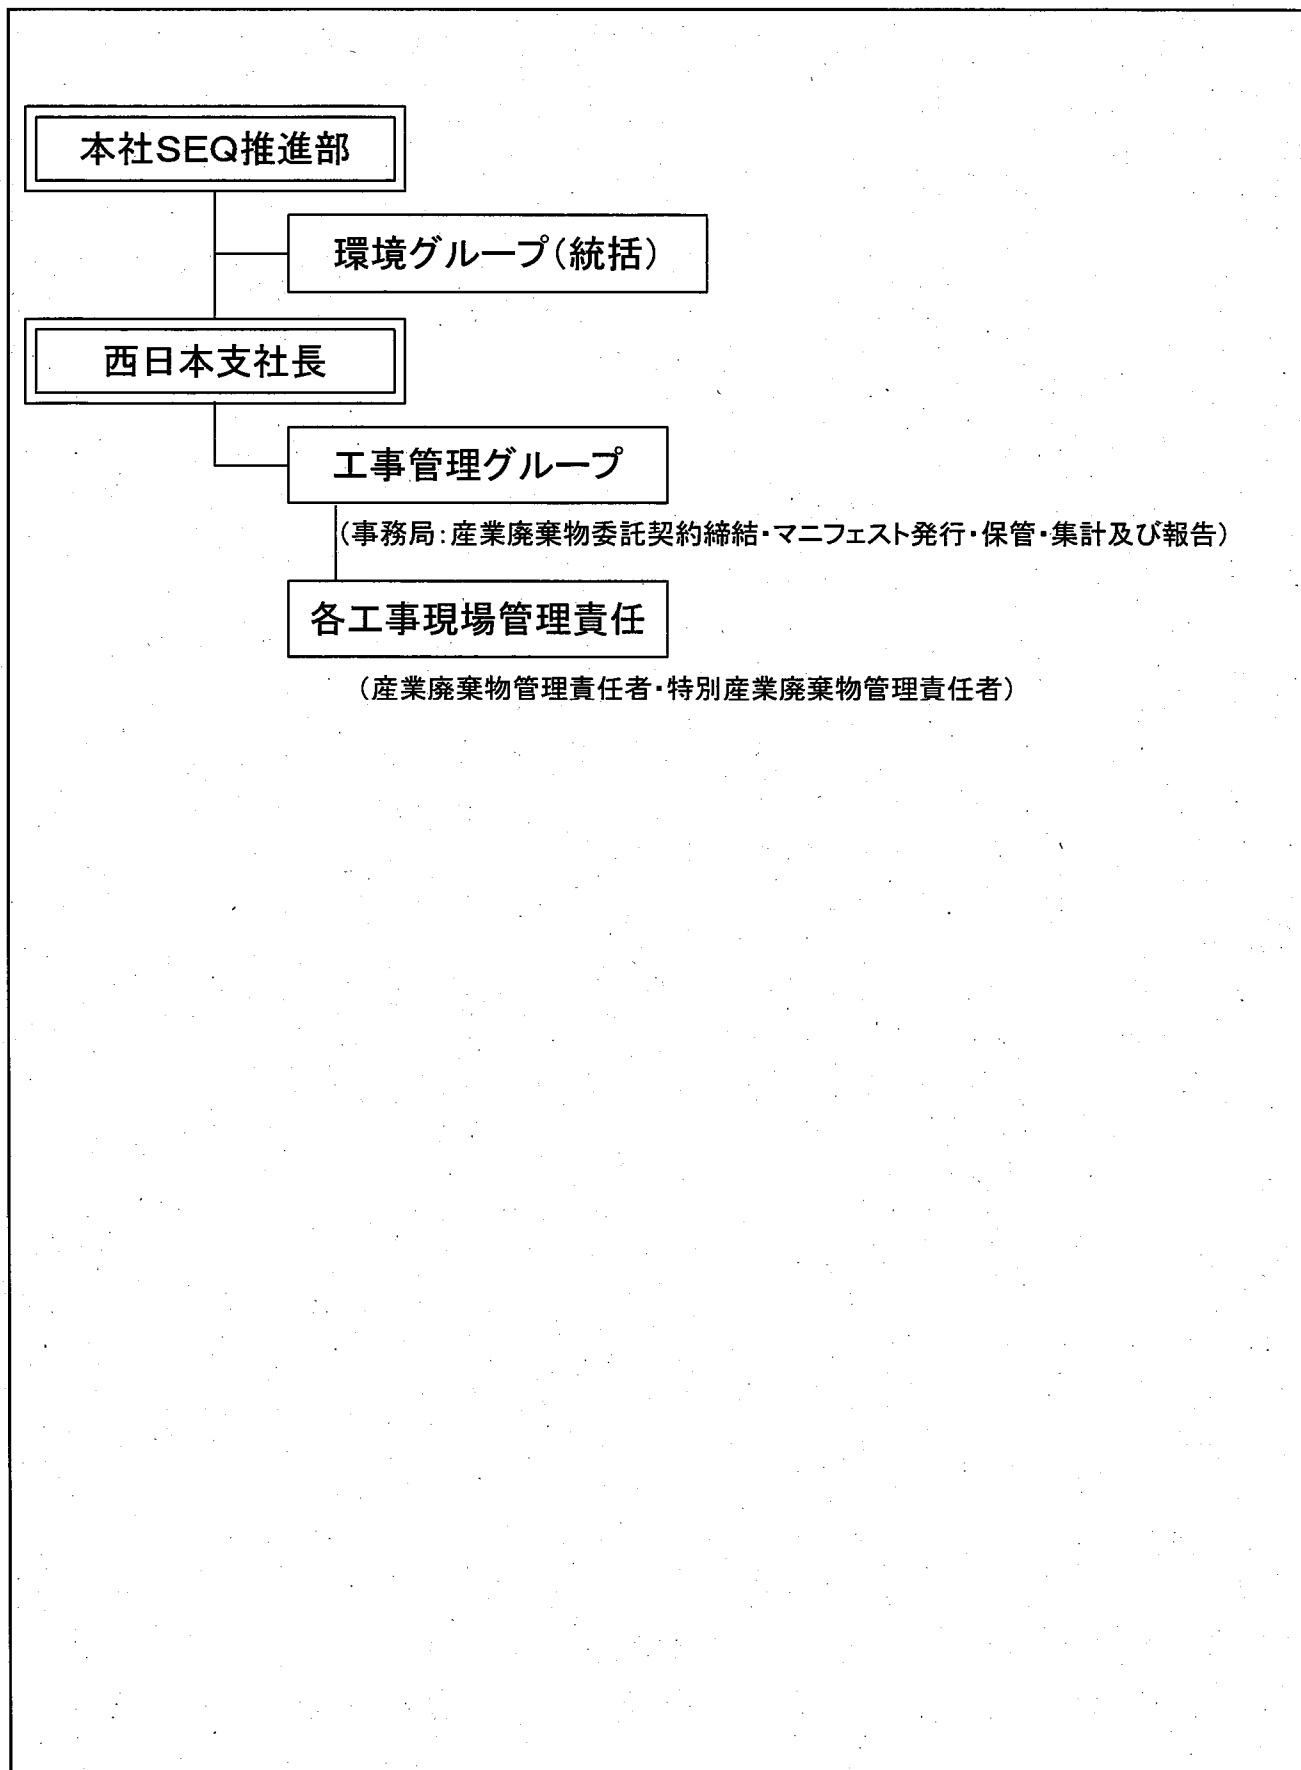 本社SEQ推進部
環境グループ（統括）
西日本支社長
工事管理グループ
（事務局：産業廃棄物委託契約締結・マニフェスト発行・保管・集計及び報告）
各工事現場管理責任
（産業廃棄物管理責任者・特別産業廃棄物管理責任者）